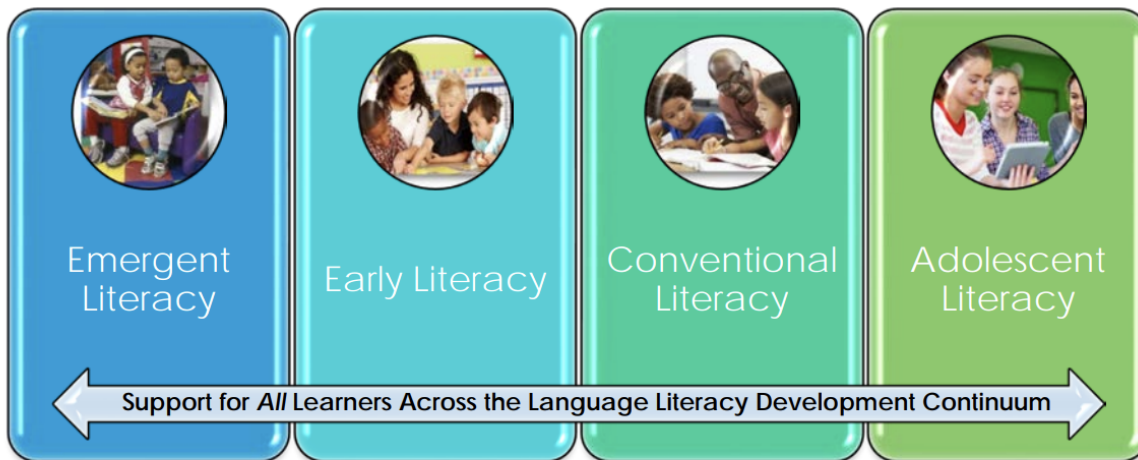 Emergent
Literacy
Early Literacy
Conventional
Literacy
Adolescent
Literacy
Support for All Learners Across the Language Literacy Development Continuum